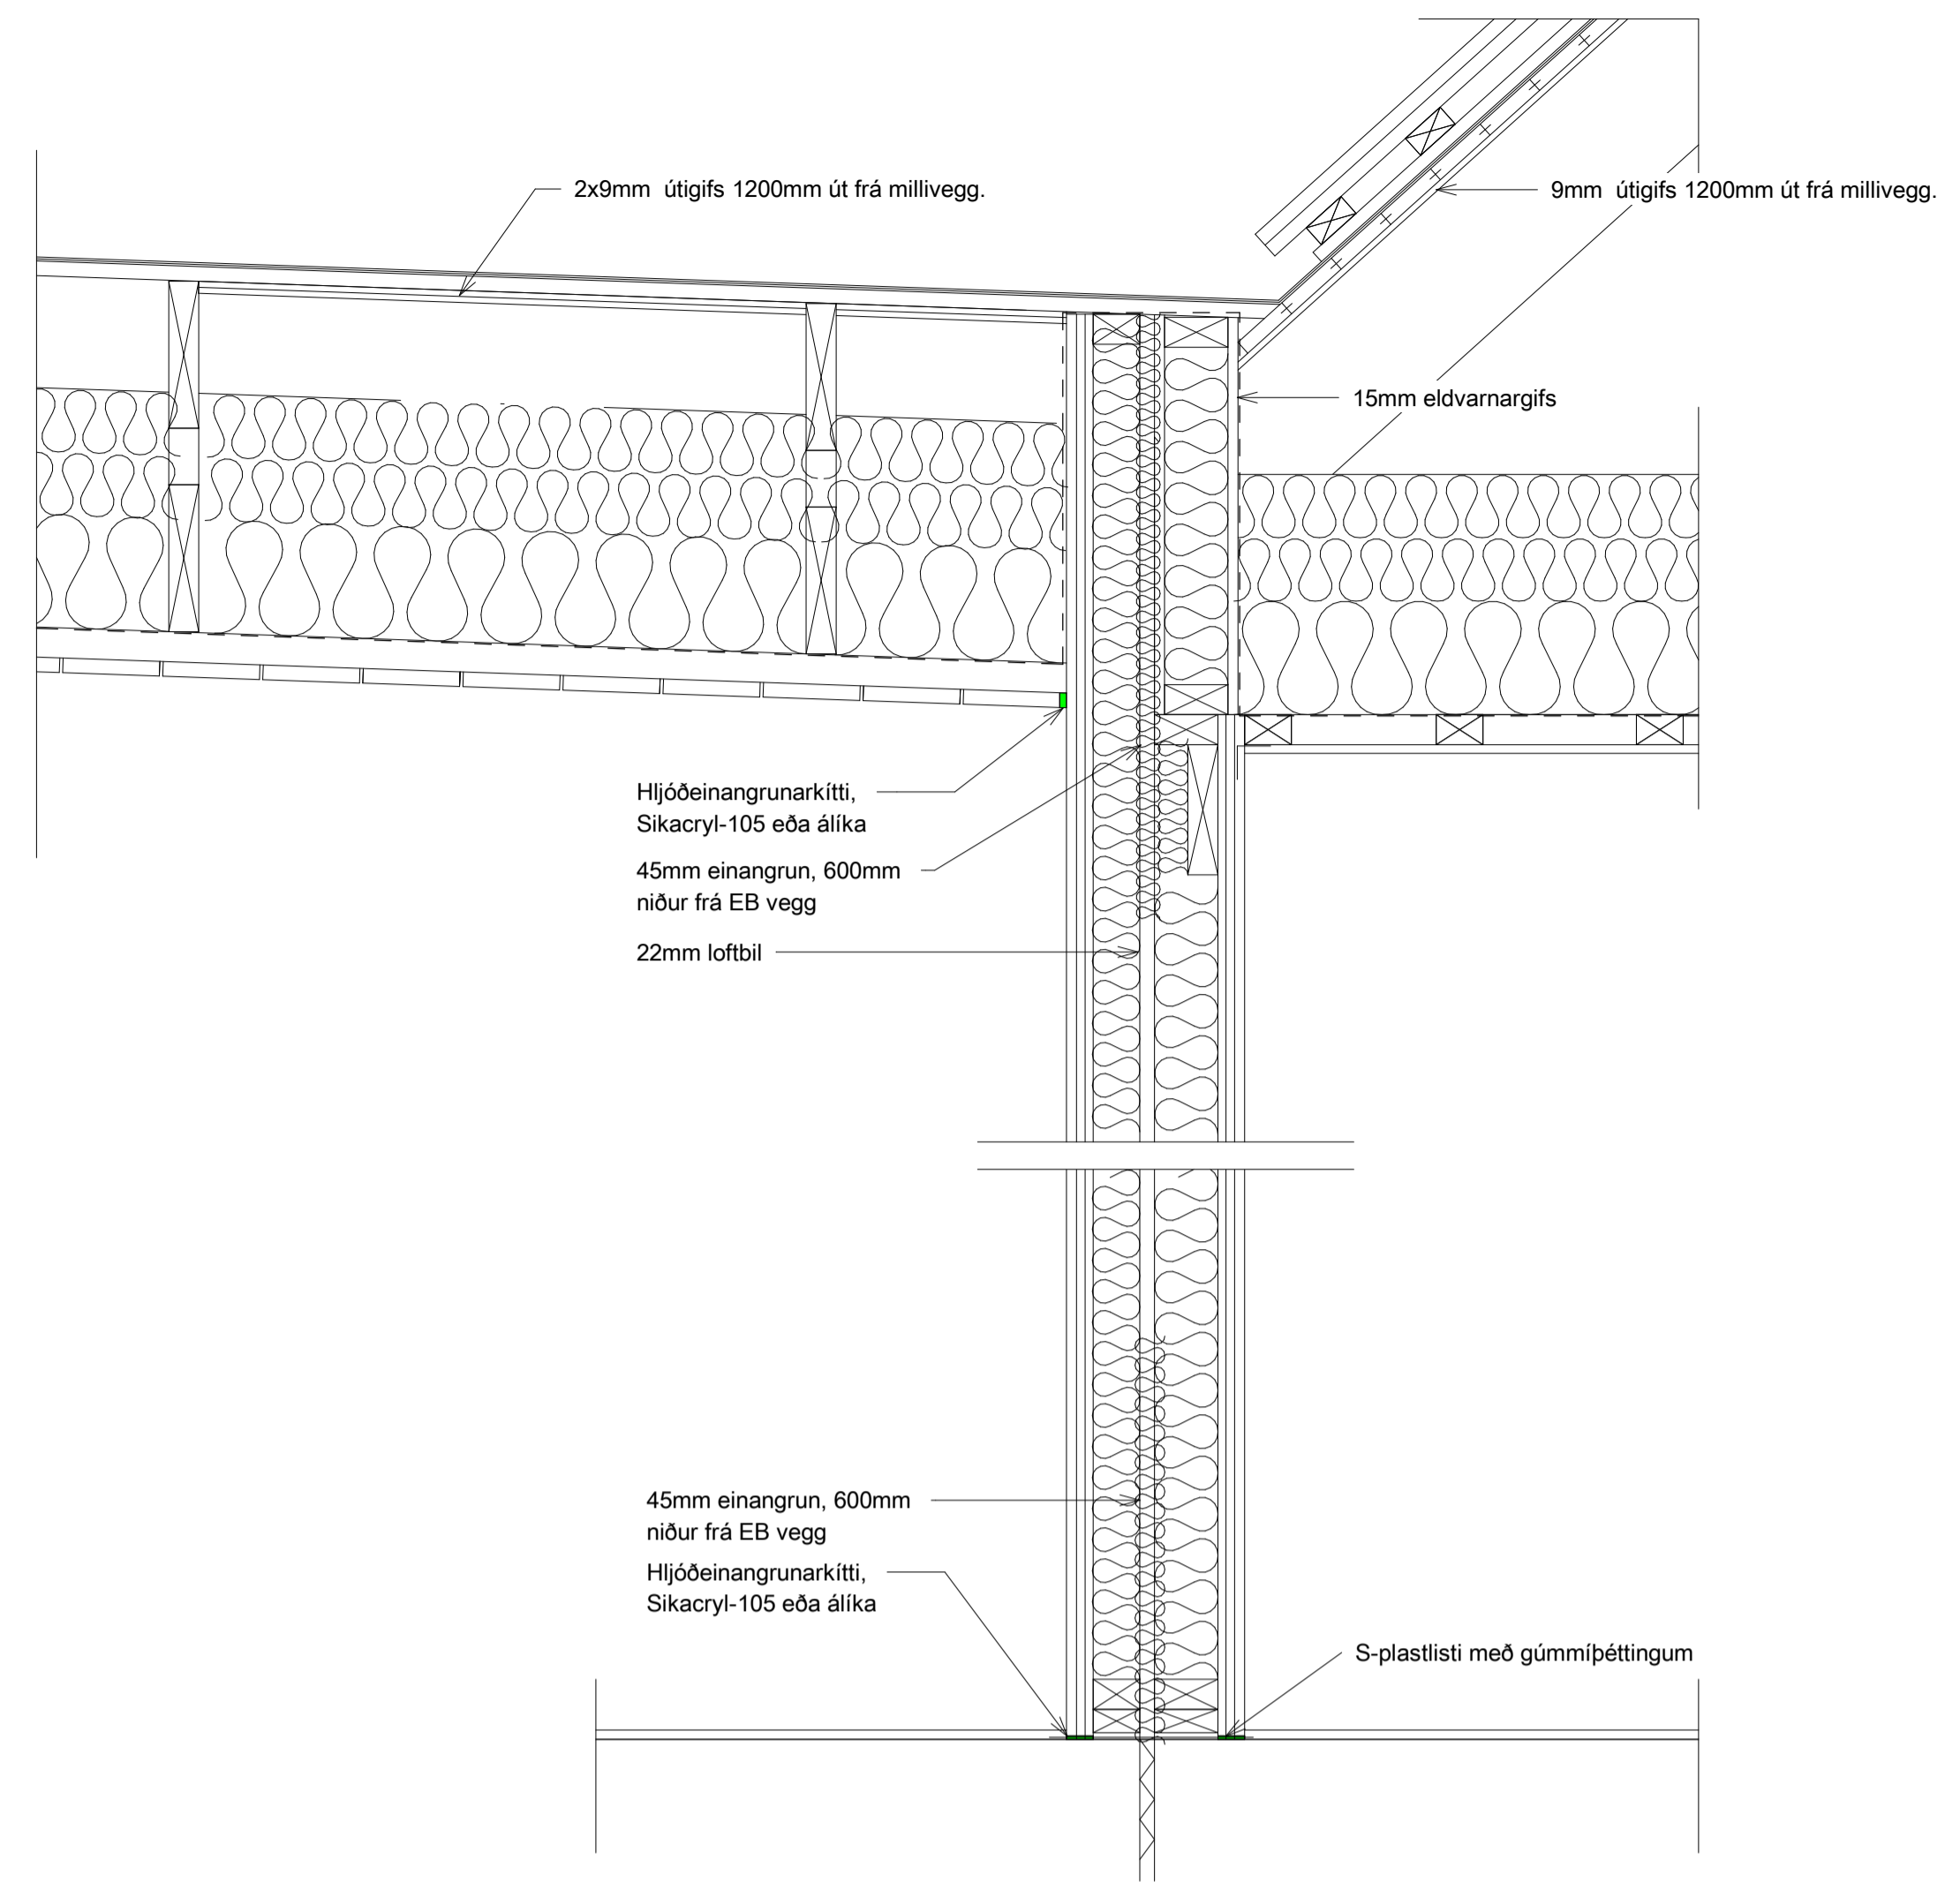 2x9mm  útigifs 1200mm út frá millivegg.
9mm  útigifs 1200mm út frá millivegg.
15mm eldvarnargifs
Hljóðeinangrunarkítti,
Sikacryl-105 eða álíka
45mm einangrun, 600mm
niður frá EB vegg
22mm loftbil
45mm einangrun, 600mm
niður frá EB vegg
Hljóðeinangrunarkítti,
Sikacryl-105 eða álíka
S-plastlisti með gúmmíþéttingum